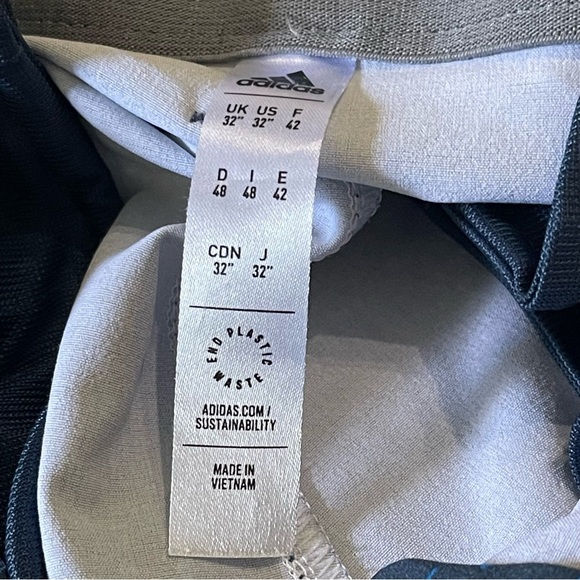 adidas
UK US F
32" 32" 42
D I E
48 48 42
CDN J
32" 32"
END PLASTIC WASTE
ADIDAS.COM/
SUSTAINABILITY
MADE IN
VIETNAM